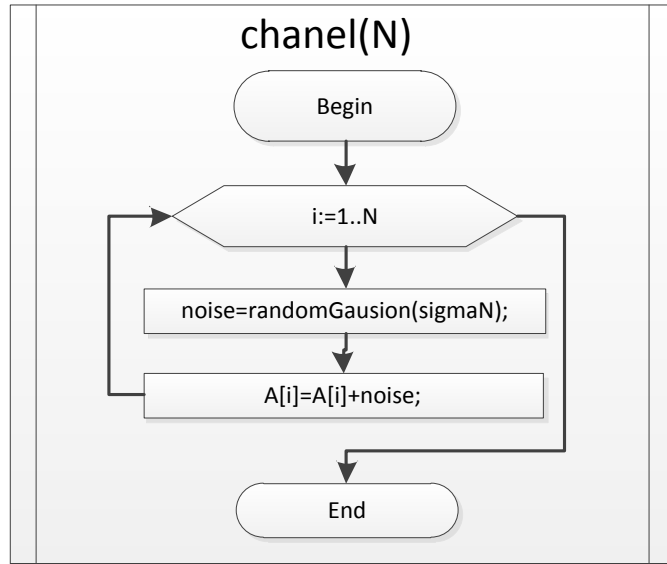 chanel(N)
Begin
i:=1..N
noise=randomGausion(sigmaN);
A[i]=A[i]+noise;
End